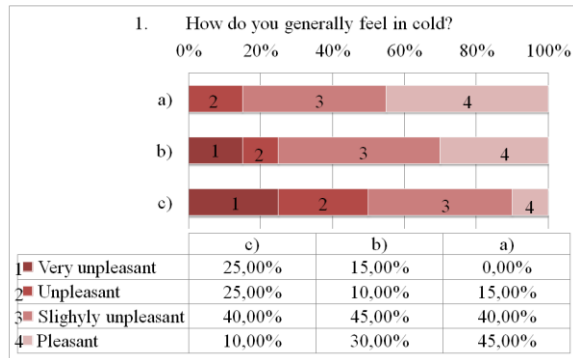 1. How do you generally feel in cold?
0% 20% 40% 60% 80% 100%
a) 2 3 4
b) 1 2 3 4
c) 1 2 3 4
c) b) a)
1 Very unpleasant 25,00% 15,00% 0,00%
2 Unpleasant 25,00% 10,00% 15,00%
3 Slighyly unpleasant 40,00% 45,00% 40,00%
4 Pleasant 10,00% 30,00% 45,00%